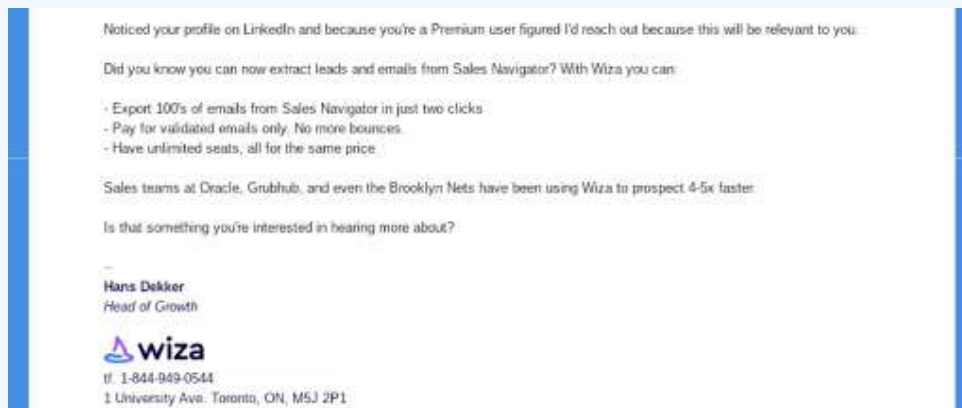 Noticed your profile on LinkedIn and because you're a Premium user figured I'd reach out because this will be relevant to you.
Did you know you can now extract leads and emails from Sales Navigator? With Wiza you can:
- Export 100's of emails from Sales Navigator in just two clicks
- Pay for validated emails only. No more bounces.
- Have unlimited seats, all for the same price
Sales teams at Oracle, Grubhub, and even the Brooklyn Nets have been using Wiza to prospect 4-5x faster.
Is that something you're interested in hearing more about?
--
Hans Dekker
Head of Growth
wiza
tf. 1-844-949-0544
1 University Ave. Toronto, ON, M5J 2P1